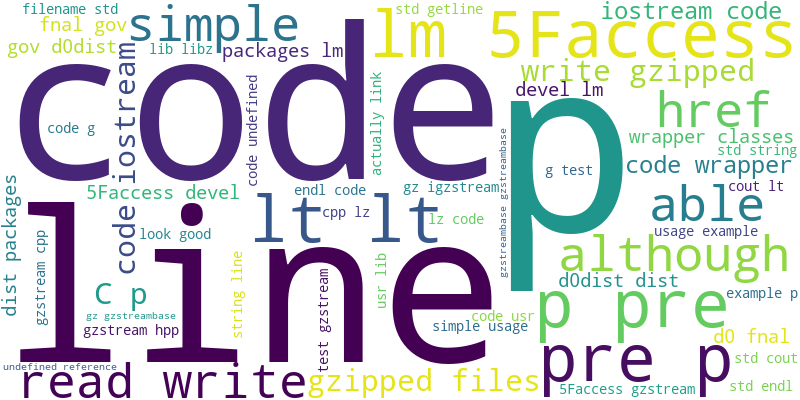 filename std
fnal gov
gov d0dist
simple
lib libz
packages lm
std getline
lm
5Faccess
iostream code
write gzipped
devel lm
href
wrapper classes
std string
code
p
code g
code iostream
code undefined
actually link
gzstreambase gzstreambase
g test
code wrapper
cout lt
5Faccess devel
endl code
gz igzstream
able
dist packages
lt lt
cpp lz
lz code
usage example
look good
although
gzstream cpp
line
C p
d0dist dist
usr lib
string line
test gzstream
p pre
example p
gz gzstreambase
gzstream hpp
code usr
simple usage
d0 fnal
pre p
std cout
undefined reference
read write
gzipped files
5Faccess gzstream
std endl